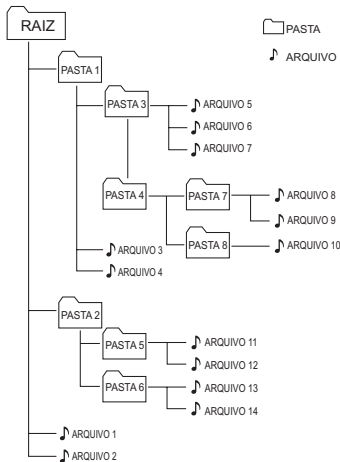 RAIZ
PASTA
ARQUIVO
PASTA 1
PASTA 3
ARQUIVO 5
ARQUIVO 6
ARQUIVO 7
PASTA 4
PASTA 7
ARQUIVO 8
ARQUIVO 9
PASTA 8
ARQUIVO 10
ARQUIVO 3
ARQUIVO 4
PASTA 2
PASTA 5
ARQUIVO 11
ARQUIVO 12
PASTA 6
ARQUIVO 13
ARQUIVO 14
ARQUIVO 1
ARQUIVO 2